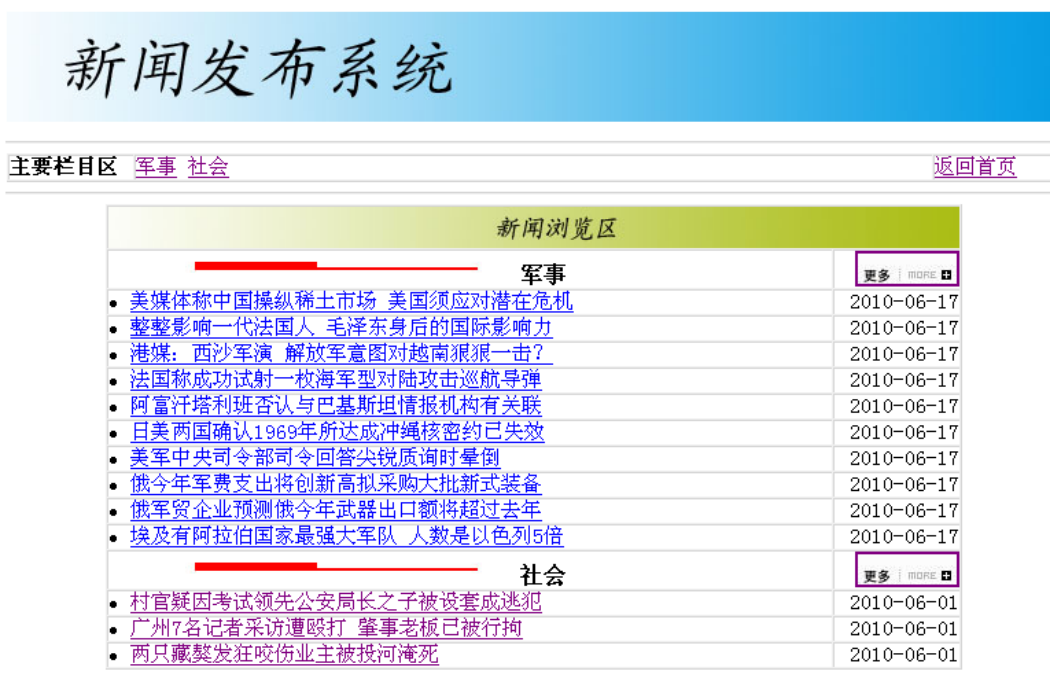 新闻发布系统
主要栏目区 军事 社会 返回首页
新闻浏览区
军事 更多 MORE
美媒体称中国操纵稀土市场 美国须应对潜在危机 2010-06-17
整整影响一代法国人 毛泽东身后的国际影响力 2010-06-17
港媒：西沙军演 解放军意图对越南狠狠一击？ 2010-06-17
法国称成功试射一枚海军型对陆攻击巡航导弹 2010-06-17
阿富汗塔利班否认与巴基斯坦情报机构有关联 2010-06-17
日美两国确认1969年所达成冲绳核密约已失效 2010-06-17
美军中央司令部司令回答尖锐质询时晕倒 2010-06-17
俄今年军费支出将创新高拟采购大批新式装备 2010-06-17
俄军贸企业预测俄今年武器出口额将超过去年 2010-06-17
埃及有阿拉伯国家最强大军队 人数是以色列5倍 2010-06-17
社会 更多 MORE
村官疑因考试领先公安局长之子被设套成逃犯 2010-06-01
广州7名记者采访遭殴打 肇事老板已被行拘 2010-06-01
两只藏獒发狂咬伤业主被投河淹死 2010-06-01